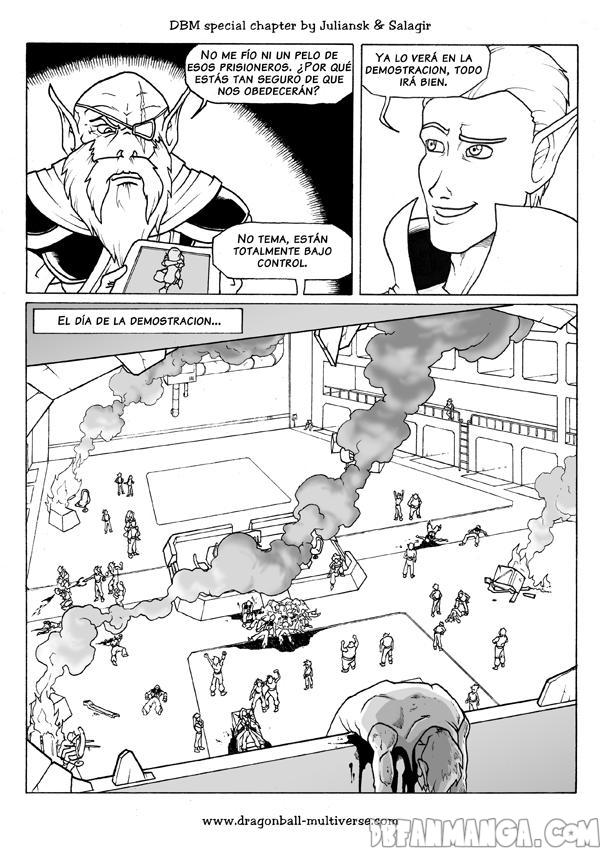 DBM special chapter by Juliansk & Salagir
No me fío ni un pelo de
esos prisioneros. ¿Por qué
estás tan seguro de que
nos obedecerán?
Ya lo verá en la
demostración, todo
irá bien.
No tema, están
totalmente bajo
control.
El día de la demostracion...
www.dragonball-multiverse.com
DBFANMANGA.COM